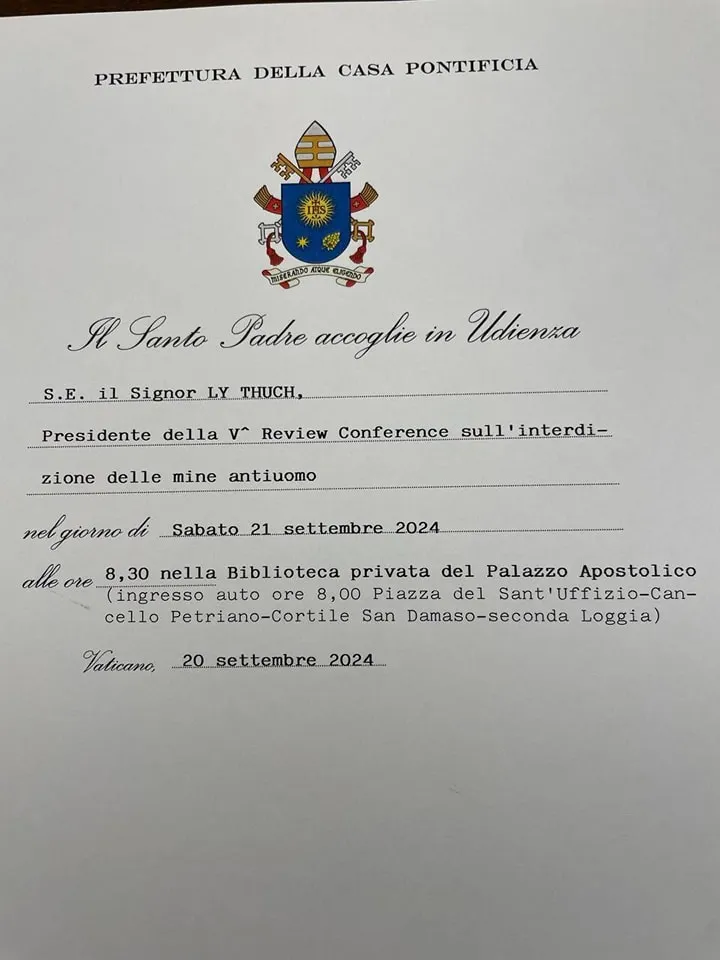 PREFETTURA DELLA CASA PONTIFICIA
IHS
MISERANDO ATQUE ELIGENDO
Il Santo Padre accoglie in Udienza
S.E. il Signor LY THUCH,
Presidente della V^ Review Conference sull'interdi-
zione delle mine antiuomo
nel giorno di Sabato 21 settembre 2024
alle ore 8,30 nella Biblioteca privata del Palazzo Apostolico
(ingresso auto ore 8,00 Piazza del Sant'Uffizio-Can-
cello Petriano-Cortile San Damaso-seconda Loggia)
Vaticano, 20 settembre 2024